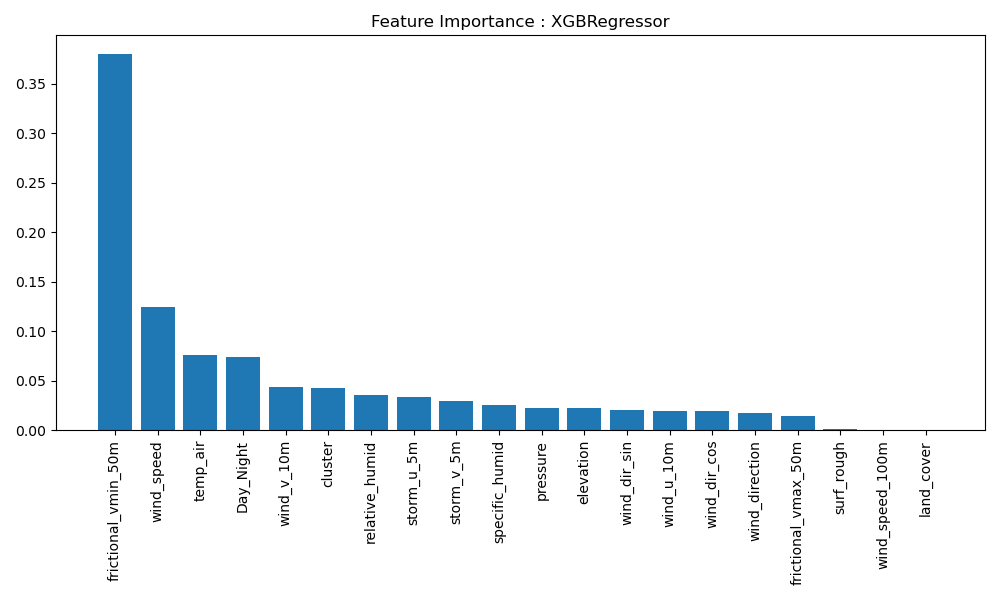 Feature Importance : XGBRegressor
0.35
0.30
0.25
0.20
0.15
0.10
0.05
0.00
frictional_vmin_50m
wind_speed
temp_air
Day_Night
wind_v_10m
cluster
relative_humid
storm_u_5m
storm_v_5m
specific_humid
pressure
elevation
wind_dir_sin
wind_u_10m
wind_dir_cos
wind_direction
frictional_vmax_50m
surf_rough
wind_speed_100m
land_cover